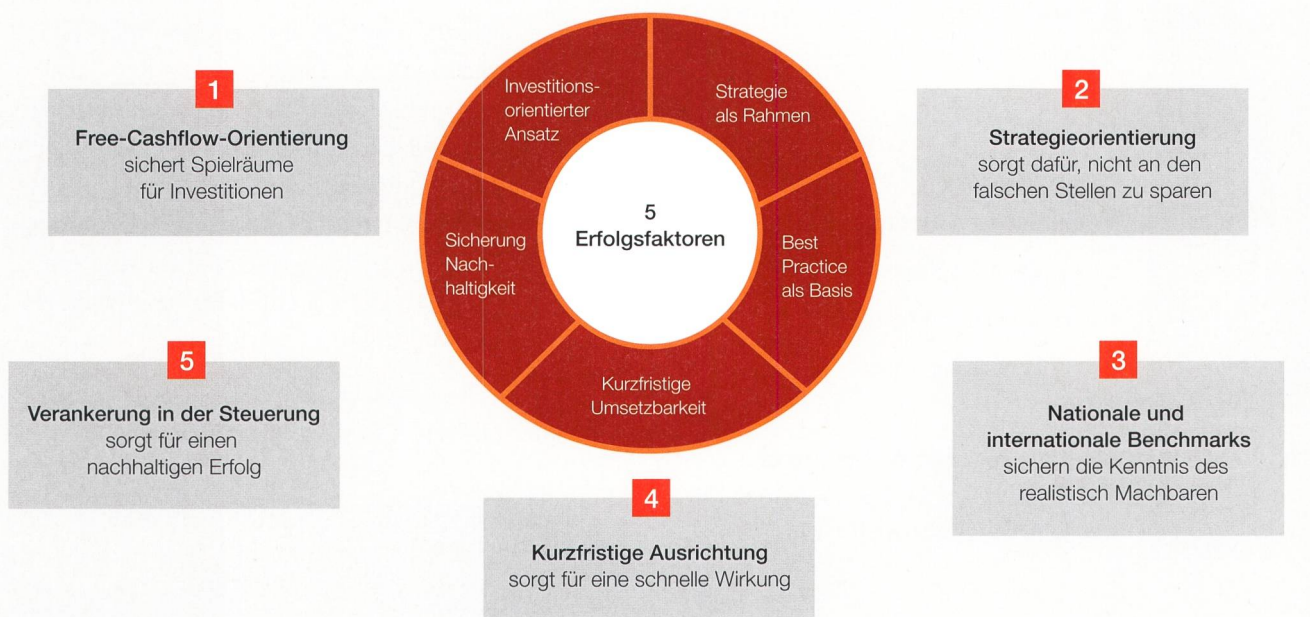 1
Free-Cashflow-Orientierung
sichert Spielräume
für Investitionen
2
Strategieorientierung
sorgt dafür, nicht an den
falschen Stellen zu sparen
3
Nationale und
internationale Benchmarks
sichern die Kenntnis des
realistisch Machbaren
4
Kurzfristige Ausrichtung
sorgt für eine schnelle Wirkung
5
Verankerung in der Steuerung
sorgt für einen
nachhaltigen Erfolg
Investitions-
orientierter
Ansatz
Strategie
als Rahmen
Best
Practice
als Basis
Kurzfristige
Umsetzbarkeit
Sicherung
Nach-
haltigkeit
5
Erfolgsfaktoren